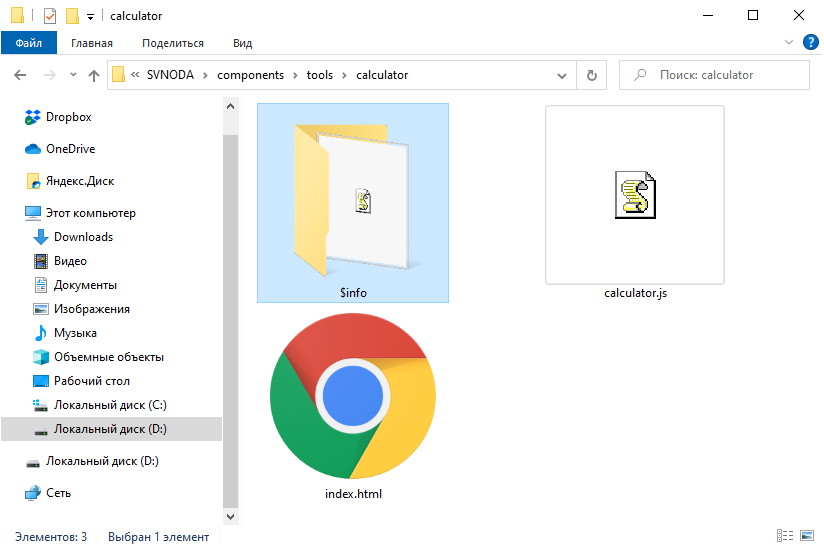 calculator
Файл Главная Поделиться Вид
« SVNODA › components › tools › calculator
Поиск: calculator
Dropbox
OneDrive
Яндекс.Диск
Этот компьютер
Downloads
Видео
Документы
Изображения
Музыка
Объемные объекты
Рабочий стол
Локальный диск (C:)
Локальный диск (D:)
Локальный диск (D:)
Сеть
$info
calculator.js
index.html
Элементов: 3 Выбран 1 элемент